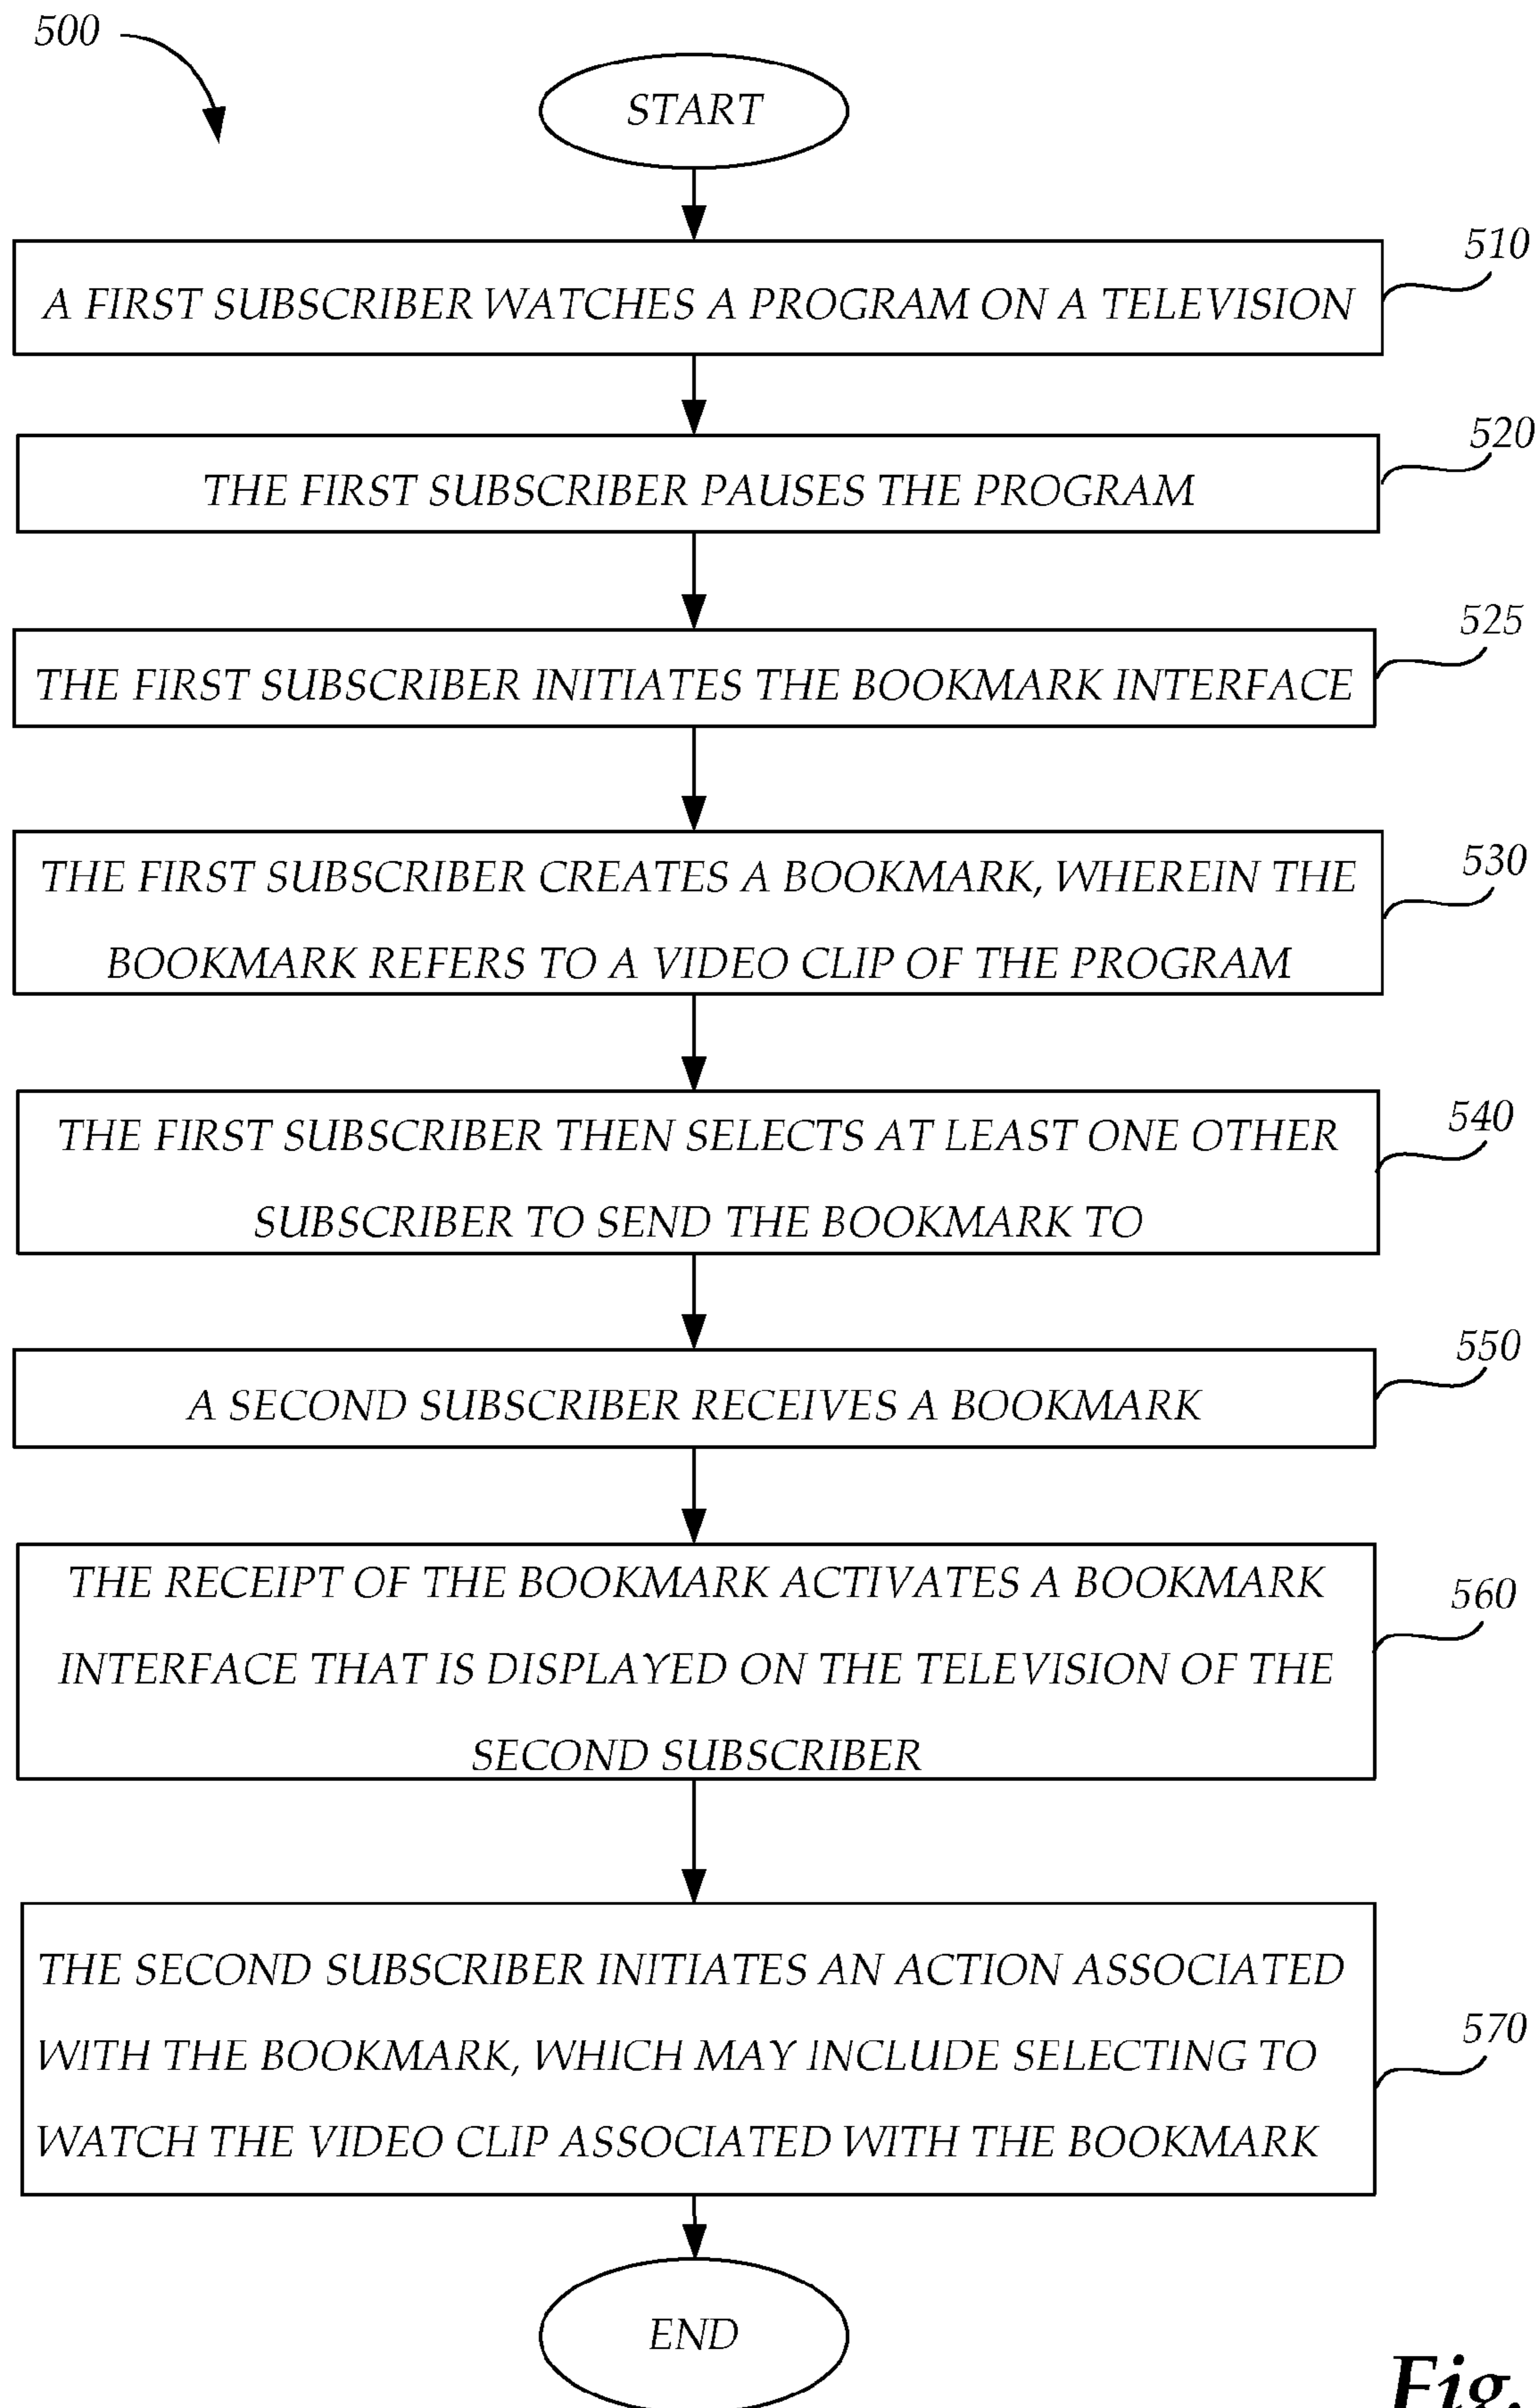 500
START
510
A FIRST SUBSCRIBER WATCHES A PROGRAM ON A TELEVISION
520
THE FIRST SUBSCRIBER PAUSES THE PROGRAM
525
THE FIRST SUBSCRIBER INITIATES THE BOOKMARK INTERFACE
530
THE FIRST SUBSCRIBER CREATES A BOOKMARK, WHEREIN THE
BOOKMARK REFERS TO A VIDEO CLIP OF THE PROGRAM
540
THE FIRST SUBSCRIBER THEN SELECTS AT LEAST ONE OTHER
SUBSCRIBER TO SEND THE BOOKMARK TO
550
A SECOND SUBSCRIBER RECEIVES A BOOKMARK
560
THE RECEIPT OF THE BOOKMARK ACTIVATES A BOOKMARK
INTERFACE THAT IS DISPLAYED ON THE TELEVISION OF THE
SECOND SUBSCRIBER
570
THE SECOND SUBSCRIBER INITIATES AN ACTION ASSOCIATED
WITH THE BOOKMARK, WHICH MAY INCLUDE SELECTING TO
WATCH THE VIDEO CLIP ASSOCIATED WITH THE BOOKMARK
END
Fig.